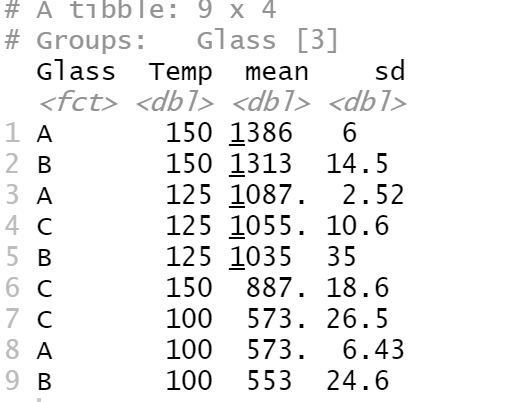 # A tibble: 9 x 4
# Groups:   Glass [3]
  Glass  Temp  mean    sd
  <fct> <dbl> <dbl> <dbl>
1 A       150 1386   6
2 B       150 1313  14.5
3 A       125 1087.  2.52
4 C       125 1055. 10.6
5 B       125 1035  35
6 C       150  887. 18.6
7 C       100  573. 26.5
8 A       100  573.  6.43
9 B       100  553  24.6